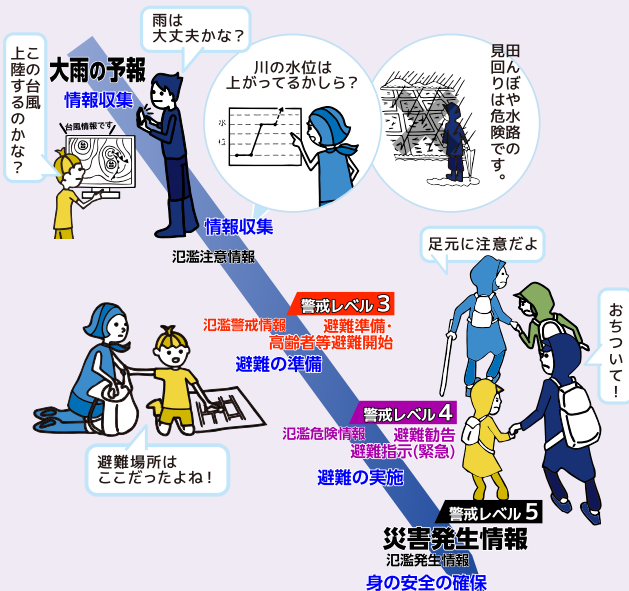 この台風
上陸するのかな？
大雨の予報
情報収集
雨は
大丈夫かな？
台風情報です
川の水位は
上がってるかしら？
水
位
田んぼや水路の
見回りは危険です。
情報収集
氾濫注意情報
足元に注意だよ
おちついて！
警戒レベル3
氾濫警戒情報
避難準備・
高齢者等避難開始
避難の準備
避難場所は
ここだったよね！
警戒レベル4
氾濫危険情報
避難勧告
避難指示(緊急)
避難の実施
警戒レベル5
災害発生情報
氾濫発生情報
身の安全の確保